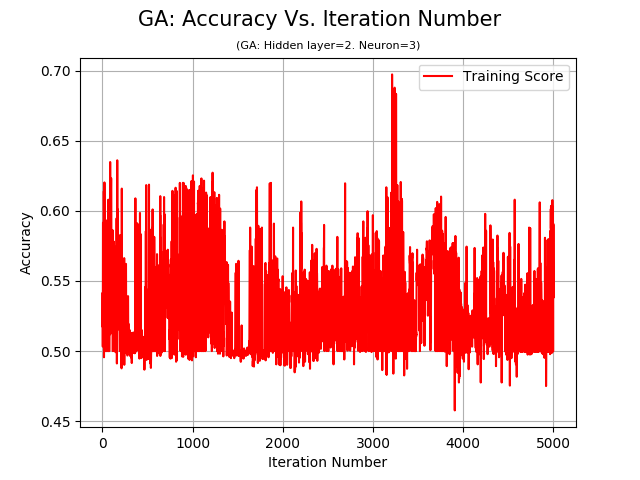 GA: Accuracy Vs. Iteration Number
(GA: Hidden layer=2. Neuron=3)
Training Score
0.70
0.65
0.60
0.55
0.50
0.45
Accuracy
0 1000 2000 3000 4000 5000
Iteration Number